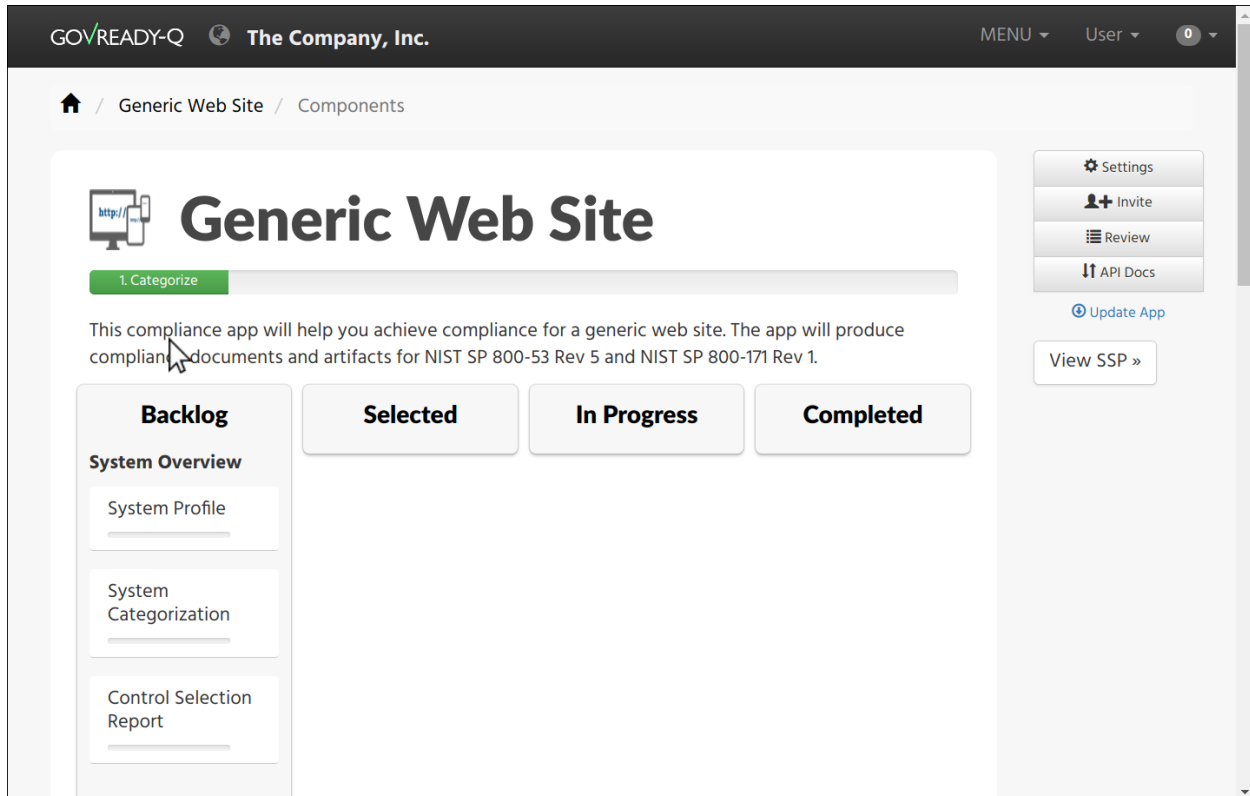 GO√READY-Q The Company, Inc. MENU User 0
/ Generic Web Site / Components
http://
Generic Web Site
1. Categorize
This compliance app will help you achieve compliance for a generic web site. The app will produce
compliance documents and artifacts for NIST SP 800-53 Rev 5 and NIST SP 800-171 Rev 1.
Backlog Selected In Progress Completed
System Overview
System Profile
System
Categorization
Control Selection
Report
Settings
Invite
Review
API Docs
Update App
View SSP »